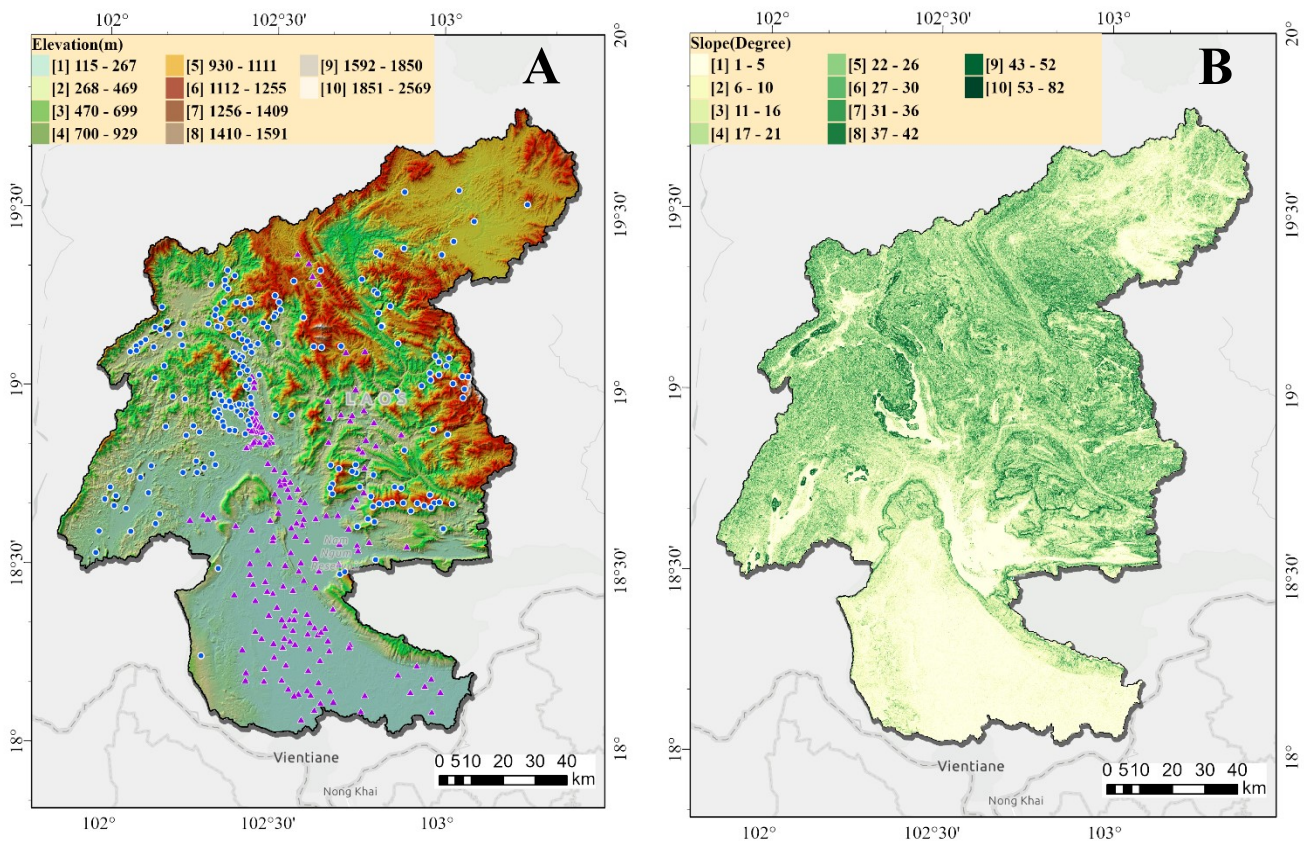 102° 102°30' 103°
Elevation(m)
[1] 115 - 267
[2] 268 - 469
[3] 470 - 699
[4] 700 - 929
[5] 930 - 1111
[6] 1112 - 1255
[7] 1256 - 1409
[8] 1410 - 1591
[9] 1592 - 1850
[10] 1851 - 2569
A
20°
19°30'
19°30'
19°
19°
LAOS
Nam
Ngum
18°30'
18°30'
18°
18°
Vientiane
Nong Khai
0 5 10 20 30 40
km
102° 102°30' 103°
102° 102°30' 103°
Slope(Degree)
[1] 1 - 5
[2] 6 - 10
[3] 11 - 16
[4] 17 - 21
[5] 22 - 26
[6] 27 - 30
[7] 31 - 36
[8] 37 - 42
[9] 43 - 52
[10] 53 - 82
B
20°
19°30'
19°30'
19°
19°
18°30'
18°30'
18°
18°
Vientiane
Nong Khai
0 5 10 20 30 40
km
102° 102°30' 103°